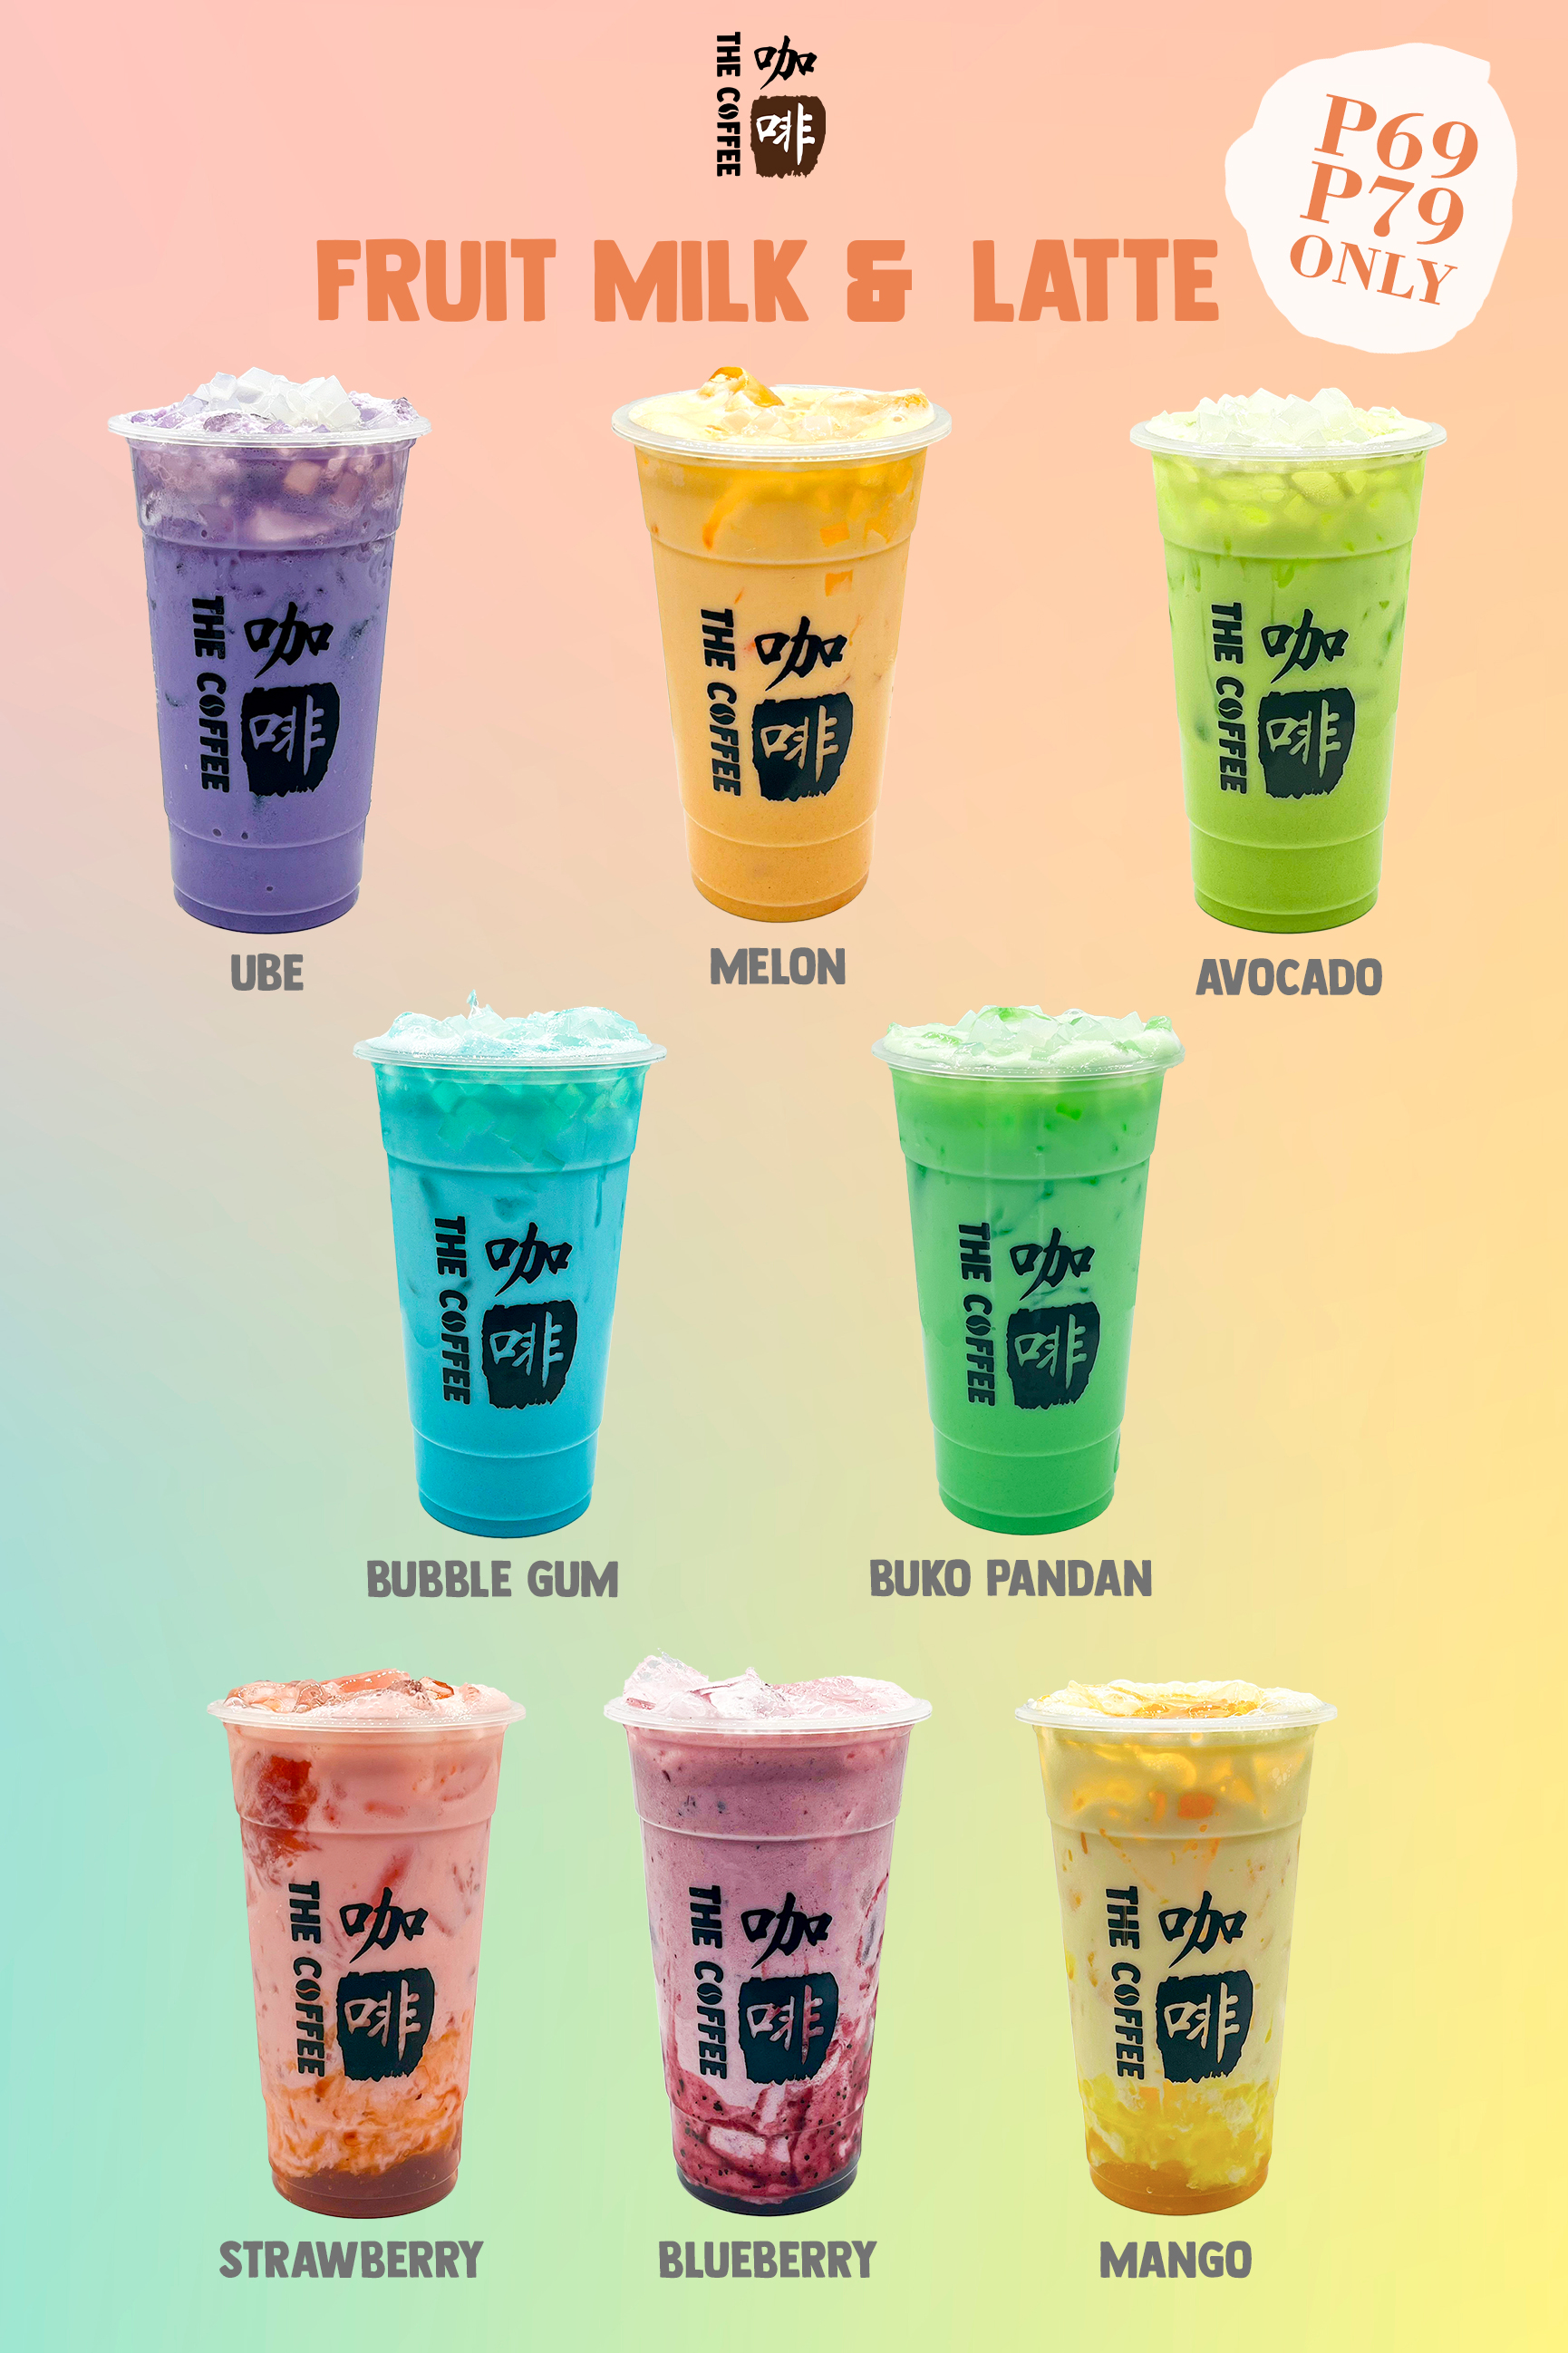 THE COFFEE
咖
啡
P69
P79
ONLY
FRUIT MILK & LATTE
THE COFFEE
咖
啡
THE COFFEE
咖
啡
THE COFFEE
咖
啡
UBE
MELON
AVOCADO
THE COFFEE
咖
啡
THE COFFEE
咖
啡
BUBBLE GUM
BUKO PANDAN
THE COFFEE
咖
啡
THE COFFEE
咖
啡
THE COFFEE
咖
啡
STRAWBERRY
BLUEBERRY
MANGO